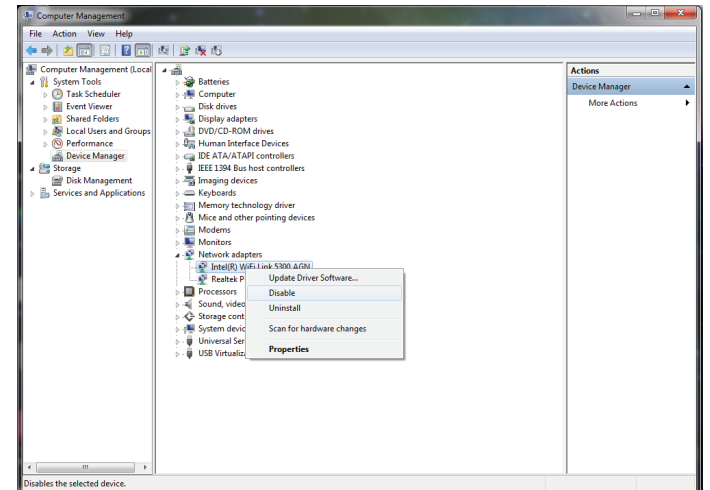 Computer Management
File Action View Help
Computer Management (Local
System Tools
Task Scheduler
Event Viewer
Shared Folders
Local Users and Groups
Performance
Device Manager
Storage
Disk Management
Services and Applications
Batteries
Computer
Disk drives
Display adapters
DVD/CD-ROM drives
Human Interface Devices
IDE ATA/ATAPI controllers
IEEE 1394 Bus host controllers
Imaging devices
Keyboards
Memory technology driver
Mice and other pointing devices
Modems
Monitors
Network adapters
Intel(R) WiFi Link 5300 AGN
Realtek P
Processors
Sound, video
Storage cont
System devic
Universal Ser
USB Virtualiza
Update Driver Software...
Disable
Uninstall
Scan for hardware changes
Properties
Actions
Device Manager
More Actions
Disables the selected device.